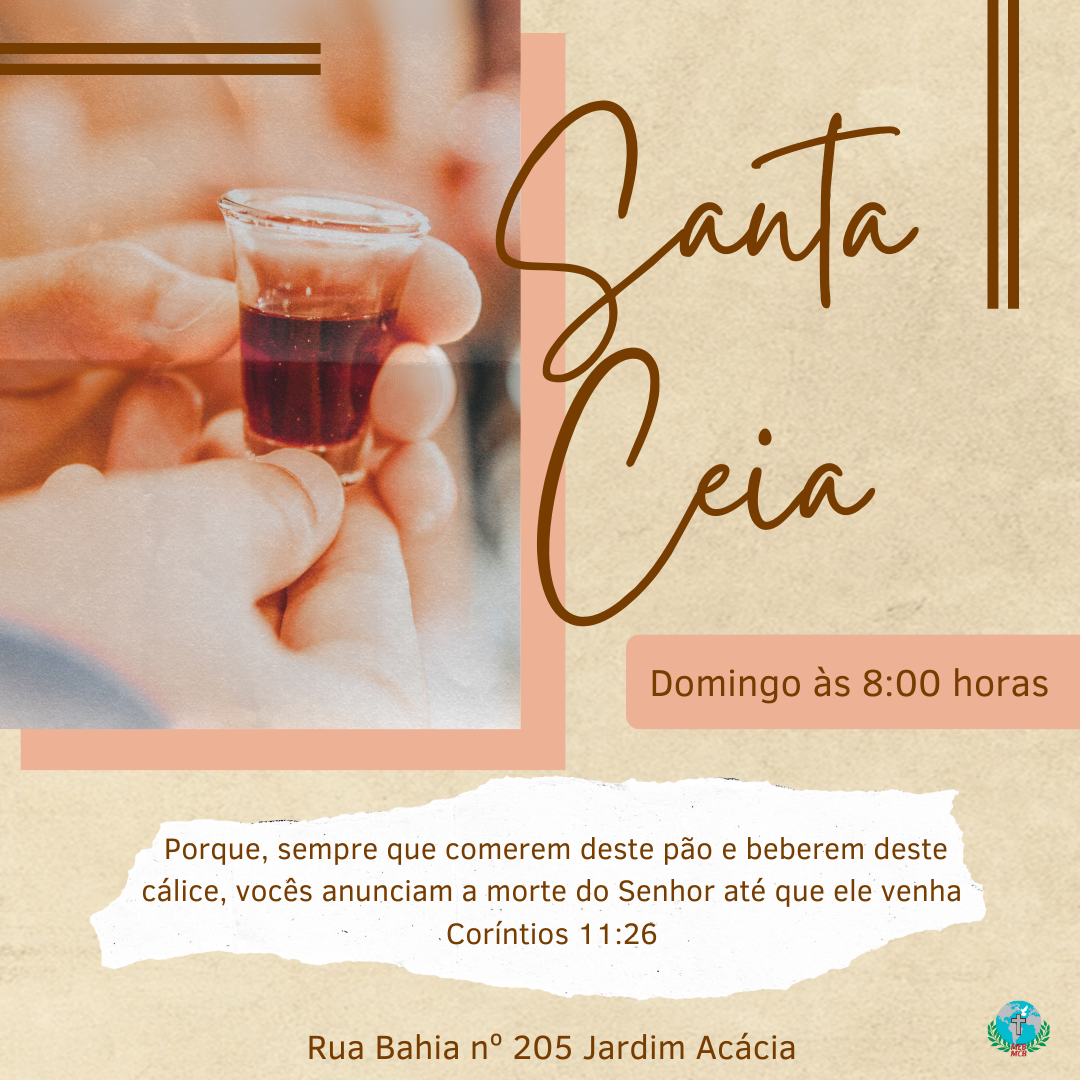 Santa
Ceia
Domingo às 8:00 horas
Porque, sempre que comerem deste pão e beberem deste
cálice, vocês anunciam a morte do Senhor até que ele venha
Coríntios 11:26
Rua Bahia nº 205 Jardim Acácia